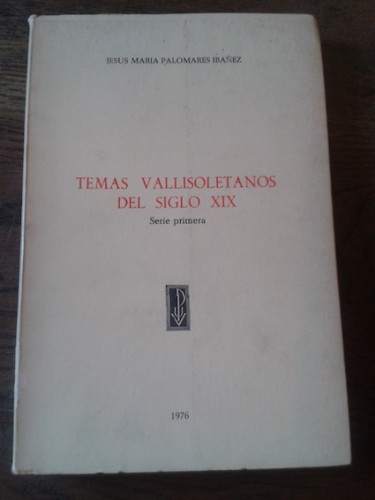 JESUS MARIA PALOMARES IBAÑEZ
TEMAS VALLISOLETANOS
DEL SIGLO XIX
Serie primera
1976